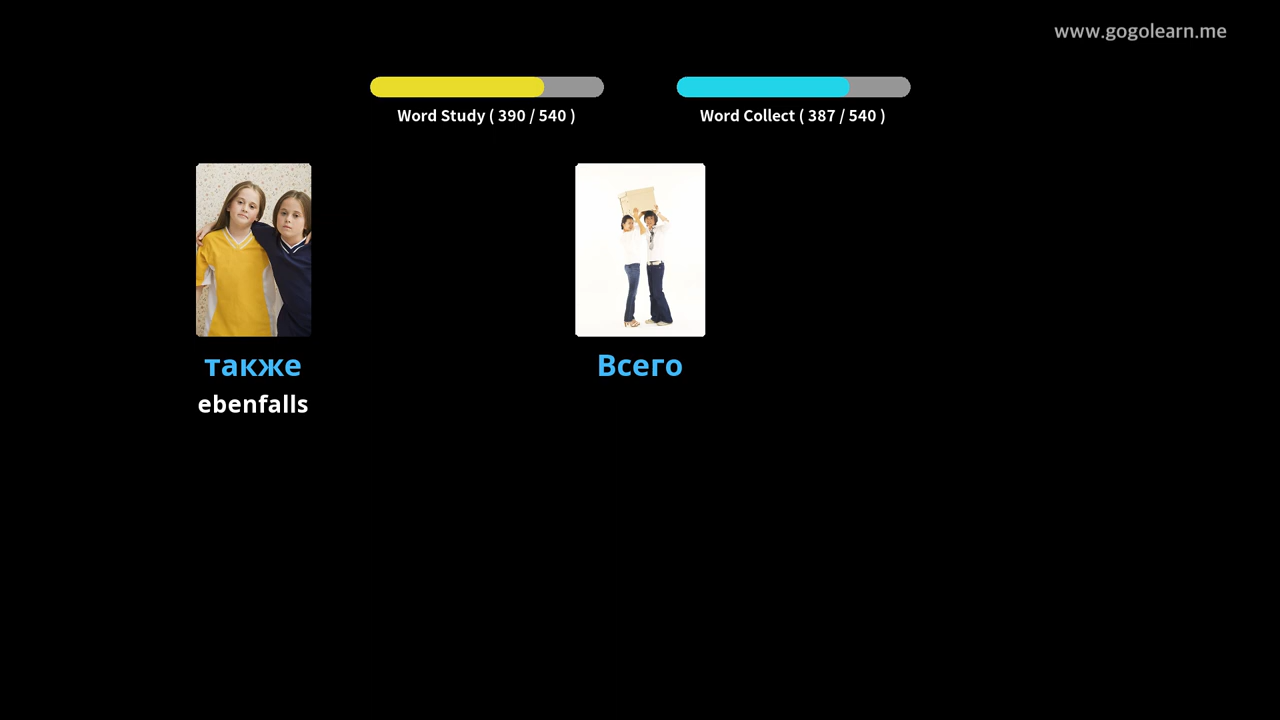 www.gogolearn.me
Word Study ( 390 / 540 )
Word Collect ( 387 / 540 )
также
Всего
ebenfalls